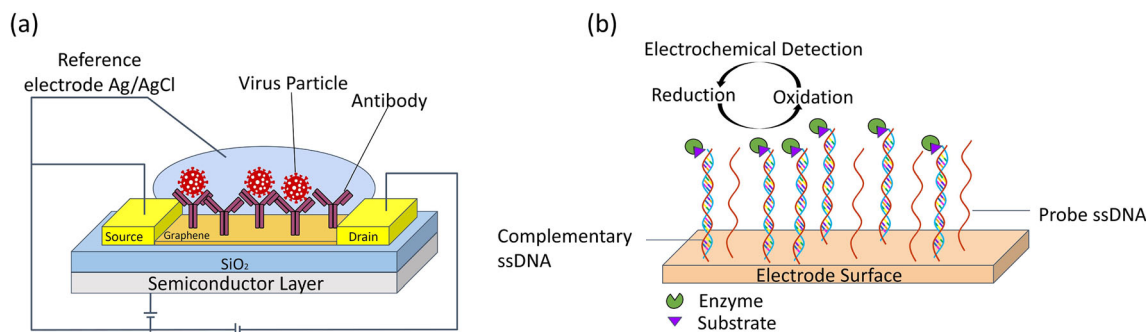 (a)
Reference
electrode Ag/AgCl
Virus Particle
Antibody
Source
Graphene
Drain
SiO₂
Semiconductor Layer
(b)
Electrochemical Detection
Reduction
Oxidation
Complementary
ssDNA
Probe ssDNA
Electrode Surface
Enzyme
Substrate